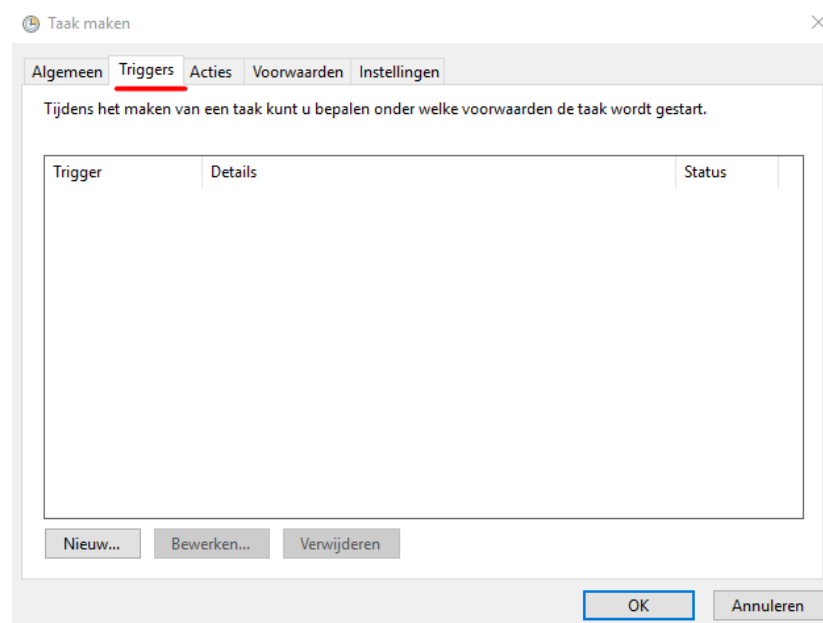 Taak maken
Algemeen Triggers Acties Voorwaarden Instellingen
Tijdens het maken van een taak kunt u bepalen onder welke voorwaarden de taak wordt gestart.
Trigger Details Status
Nieuw... Bewerken... Verwijderen
OK Annuleren